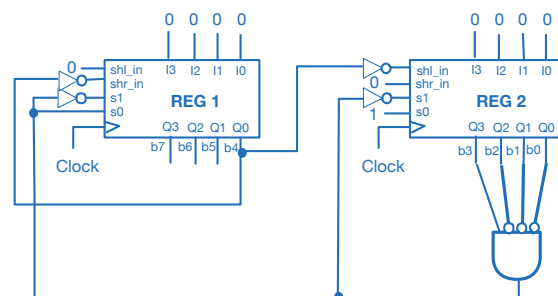 0 0 0 0
I3 I2 I1 I0
0
shl_in
shr_in
s1
s0
REG 1
Q3 Q2 Q1 Q0
b7 b6 b5 b4
Clock
0 0 0 0
I3 I2 I1 I0
shl_in
0
shr_in
s1
1
s0
REG 2
Q3 Q2 Q1 Q0
b3 b2 b1 b0
Clock